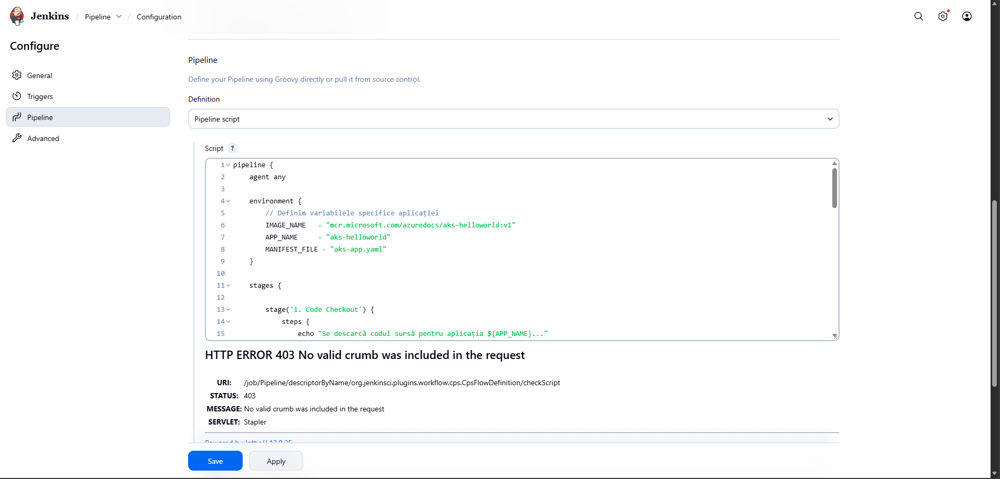 Jenkins / Pipeline / Configuration
Configure
General
Triggers
Pipeline
Advanced
Pipeline
Define your Pipeline using Groovy directly or pull it from source control.
Definition
Pipeline script
Script ?
1 pipeline {
2     agent any
3
4     environment {
5         // Definim variabilele specifice aplicației
6         IMAGE_NAME   = "mcr.microsoft.com/azuredocs/aks-helloworld:v1"
7         APP_NAME     = "aks-helloworld"
8         MANIFEST_FILE = "aks-app.yaml"
9     }
10
11     stages {
12
13         stage('1. Code Checkout') {
14             steps {
15                 echo "Se descarcă codul sursă pentru aplicația ${APP_NAME}..."
HTTP ERROR 403 No valid crumb was included in the request
URI: /job/Pipeline/descriptorByName/org.jenkinsci.plugins.workflow.cps.CpsFlowDefinition/checkScript
STATUS: 403
MESSAGE: No valid crumb was included in the request
SERVLET: Stapler
Powered by Jetty:// 12.0.25
Save Apply